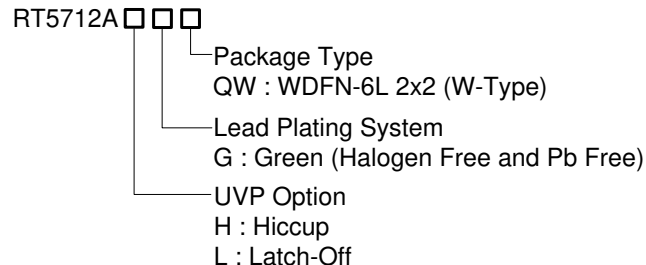 RT5712A□□□
Package Type
QW : WDFN-6L 2x2 (W-Type)
Lead Plating System
G : Green (Halogen Free and Pb Free)
UVP Option
H : Hiccup
L : Latch-Off